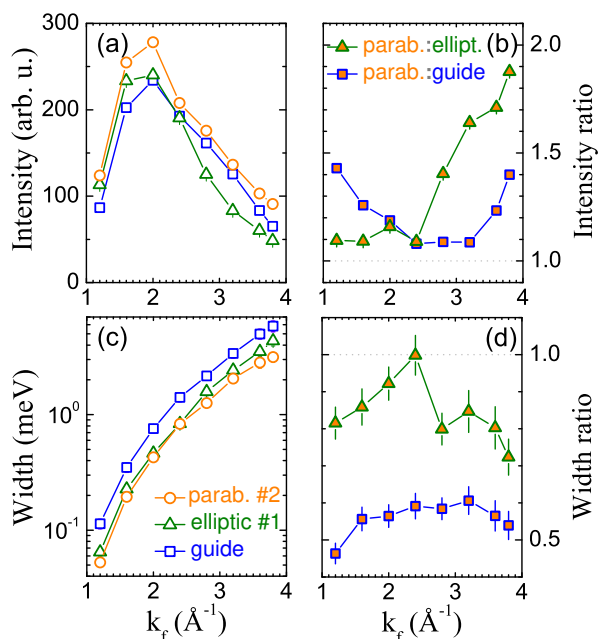 (a)
300
200
100
0
Intensity (arb. u.)
1 2 3 4
parab.:ellipt. (b)
parab.:guide
2.0
1.5
1.0
Intensity ratio
1 2 3 4
(c)
10^0
10^-1
Width (meV)
parab. #2
elliptic #1
guide
1 2 3 4
k_f (Å^-1)
(d)
1.0
0.5
Width ratio
1 2 3 4
k_f (Å^-1)